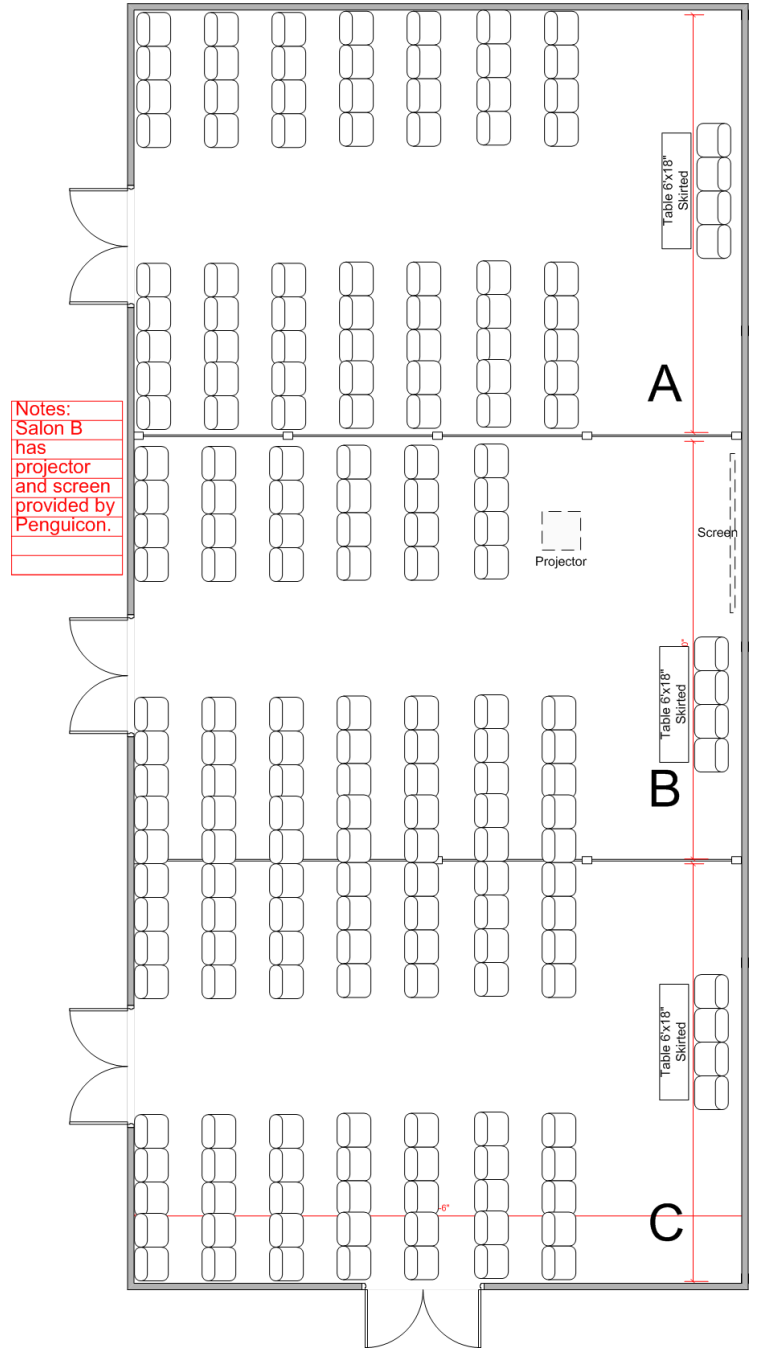 Table 6'x18"
Skirted
A
Notes:
Salon B
has
projector
and screen
provided by
Penguicon.
Projector
Screen
Table 6'x18"
Skirted
B
Table 6'x18"
Skirted
-6"
C